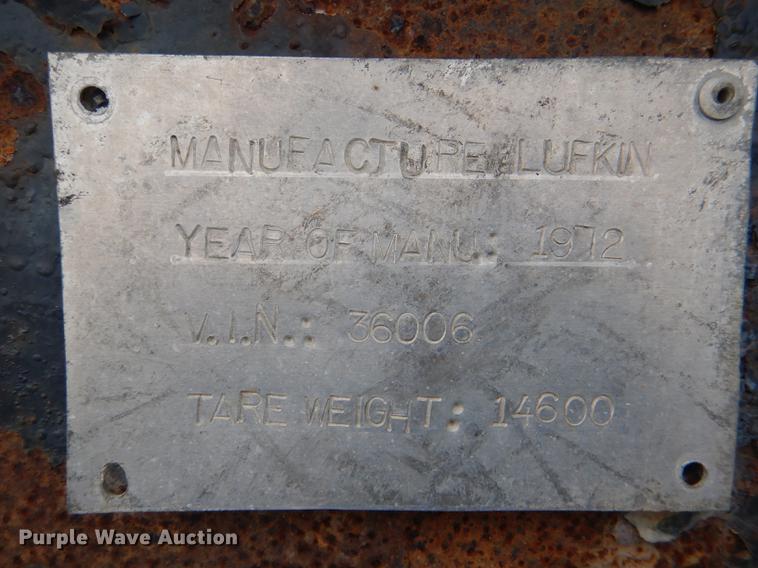 MANUFACTURE: LUFKIN
YEAR OF MANU.: 1972
V.I.N.: 36006
TARE WEIGHT: 14600
Purple Wave Auction